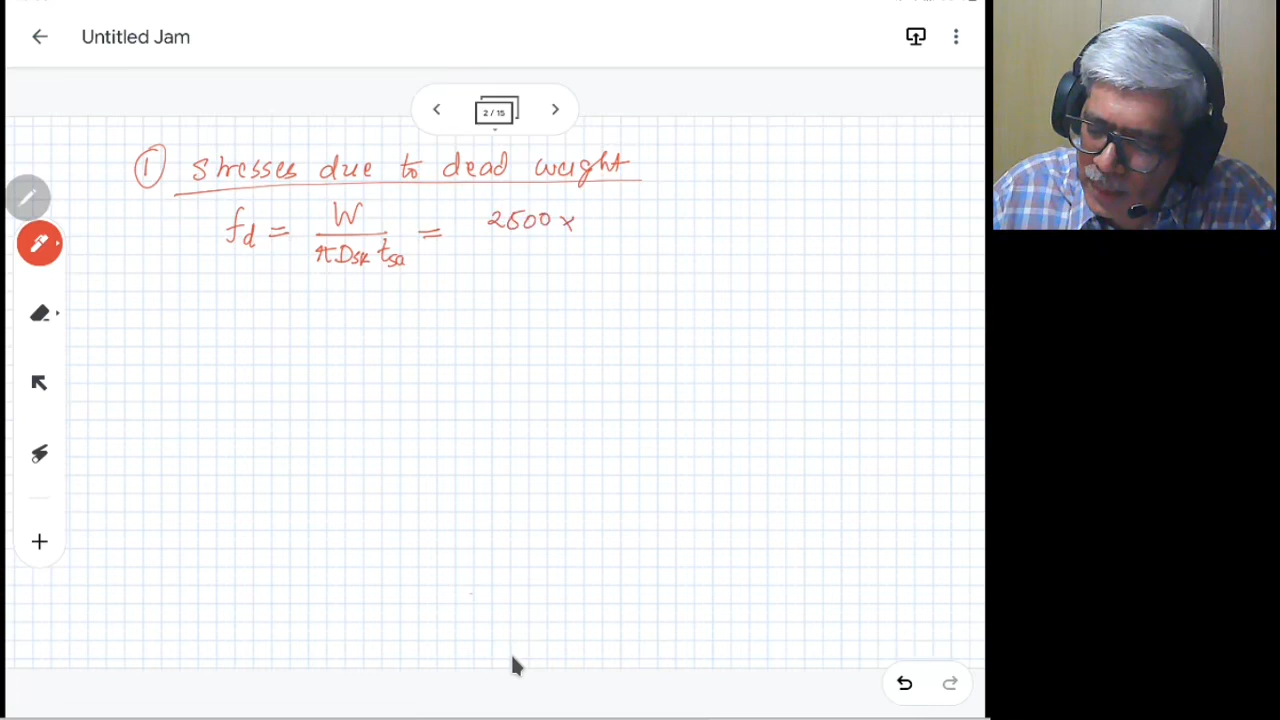 Untitled Jam
2 / 15
① Stresses due to dead weight
fd = W / πDsk tsa = 2500 x